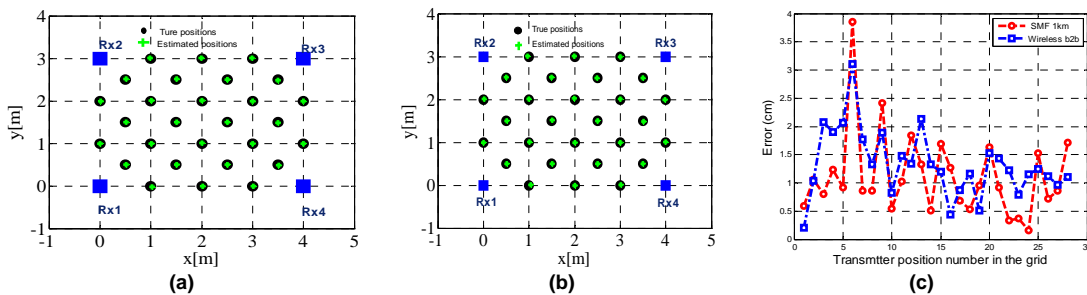 Ture positions
Estimated positions
Rx2
Rx3
Rx1
Rx4
4
3
2
1
0
-1
-1 0 1 2 3 4 5
y[m]
x[m]
(a)
True positions
Estimated positions
Rx2
Rx3
Rx1
Rx4
4
3
2
1
0
-1
-1 0 1 2 3 4 5
y[m]
x[m]
(b)
SMF 1km
Wireless b2b
4
3.5
3
2.5
2
1.5
1
0.5
0
0 5 10 15 20 25 30
Error (cm)
Transmtter position number in the grid
(c)